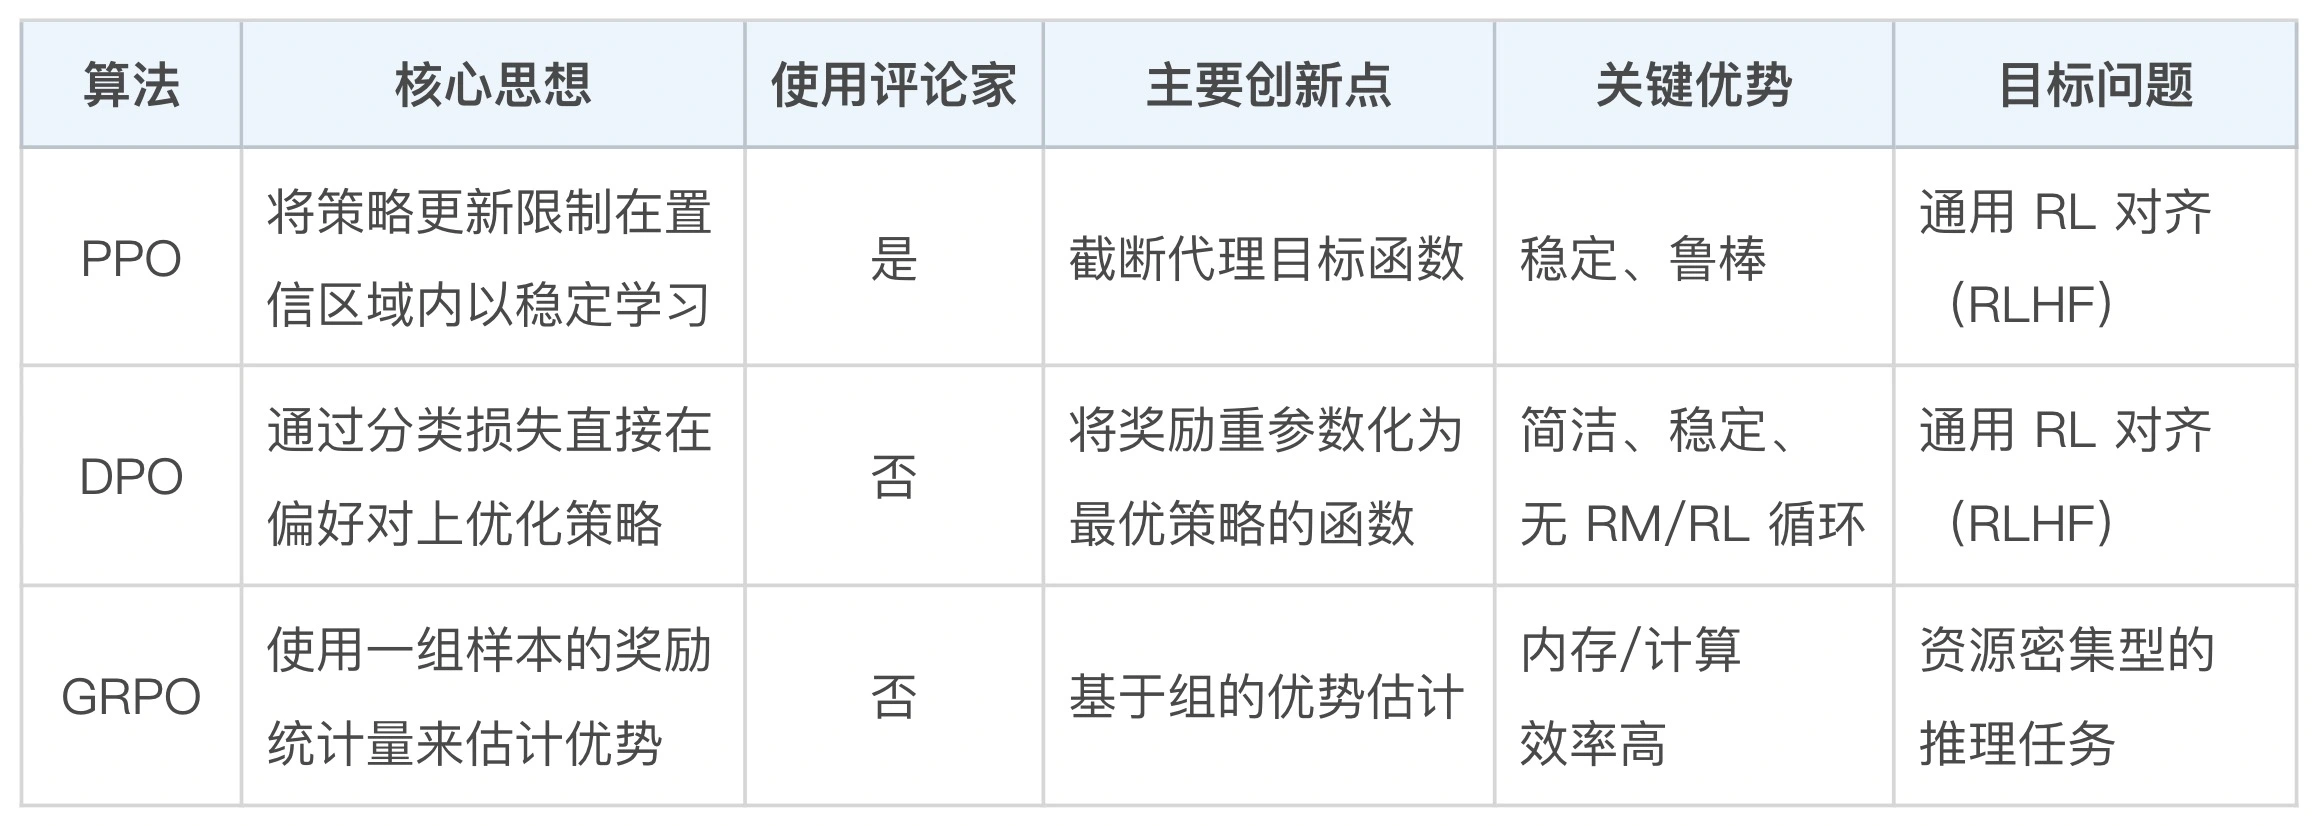 算法 核心思想 使用评论家 主要创新点 关键优势 目标问题
PPO
将策略更新限制在置
信区域内以稳定学习
是
截断代理目标函数
稳定、鲁棒
通用 RL 对齐
（RLHF）
DPO
通过分类损失直接在
偏好对上优化策略
否
将奖励重参数化为
最优策略的函数
简洁、稳定、
无 RM/RL 循环
通用 RL 对齐
（RLHF）
GRPO
使用一组样本的奖励
统计量来估计优势
否
基于组的优势估计
内存/计算
效率高
资源密集型的
推理任务